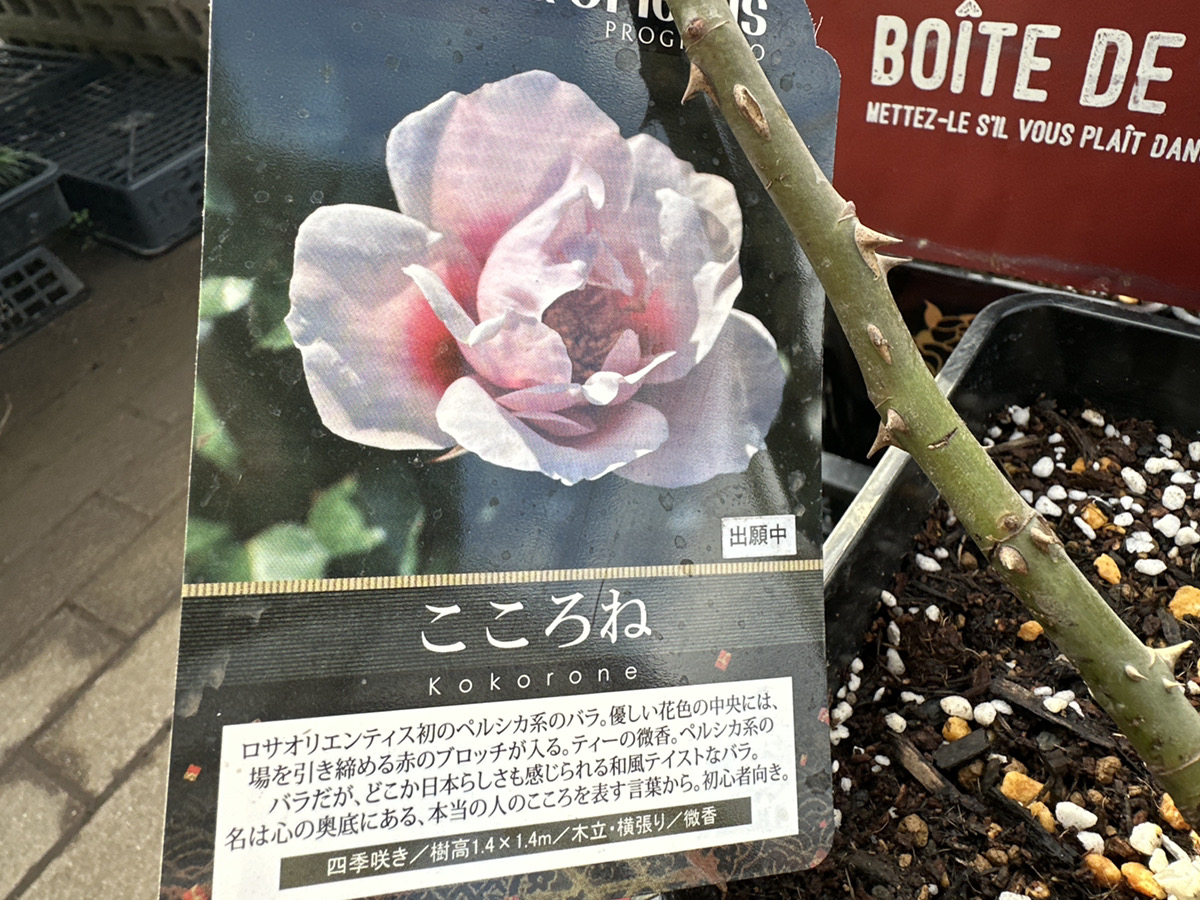 PROG
BOÎTE DE
METTEZ-LE S'IL VOUS PLAÎT DAN
出願中
こころね
Kokorone
ロサオリエンティス初のペルシカ系のバラ。優しい花色の中央には、
場を引き締める赤のブロッチが入る。ティーの微香。ペルシカ系の
バラだが、どこか日本らしさも感じられる和風テイストなバラ。
名は心の奥底にある、本当の人のこころを表す言葉から。初心者向き。
四季咲き／樹高1.4×1.4m／木立・横張り／微香